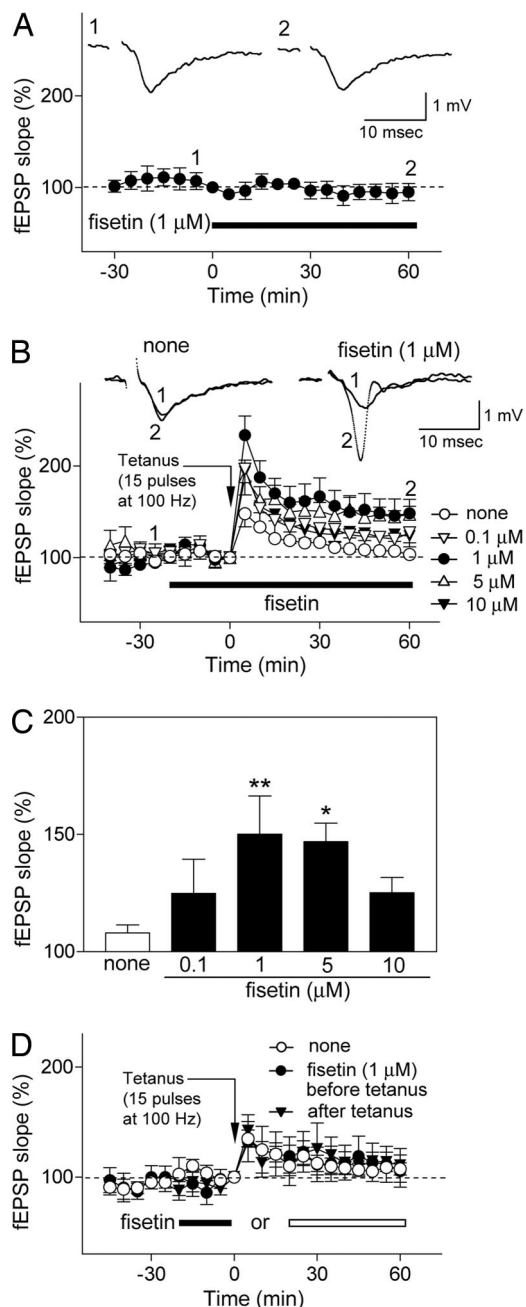 A
1
2
200
1 mV
10 msec
fEPSP slope (%)
1
2
100
fisetin (1 µM)
-30
0
30
60
Time (min)
B
none
fisetin (1 µM)
1
2
1
2
1 mV
10 msec
fEPSP slope (%)
200
Tetanus
(15 pulses
at 100 Hz)
1
2
100
none
0.1 µM
1 µM
5 µM
10 µM
fisetin
-30
0
30
60
Time (min)
C
200
**
*
fEPSP slope (%)
150
100
none
0.1
1
5
10
fisetin (µM)
D
200
none
fisetin (1 µM)
before tetanus
after tetanus
Tetanus
(15 pulses
at 100 Hz)
fEPSP slope (%)
100
fisetin
or
-30
0
30
60
Time (min)